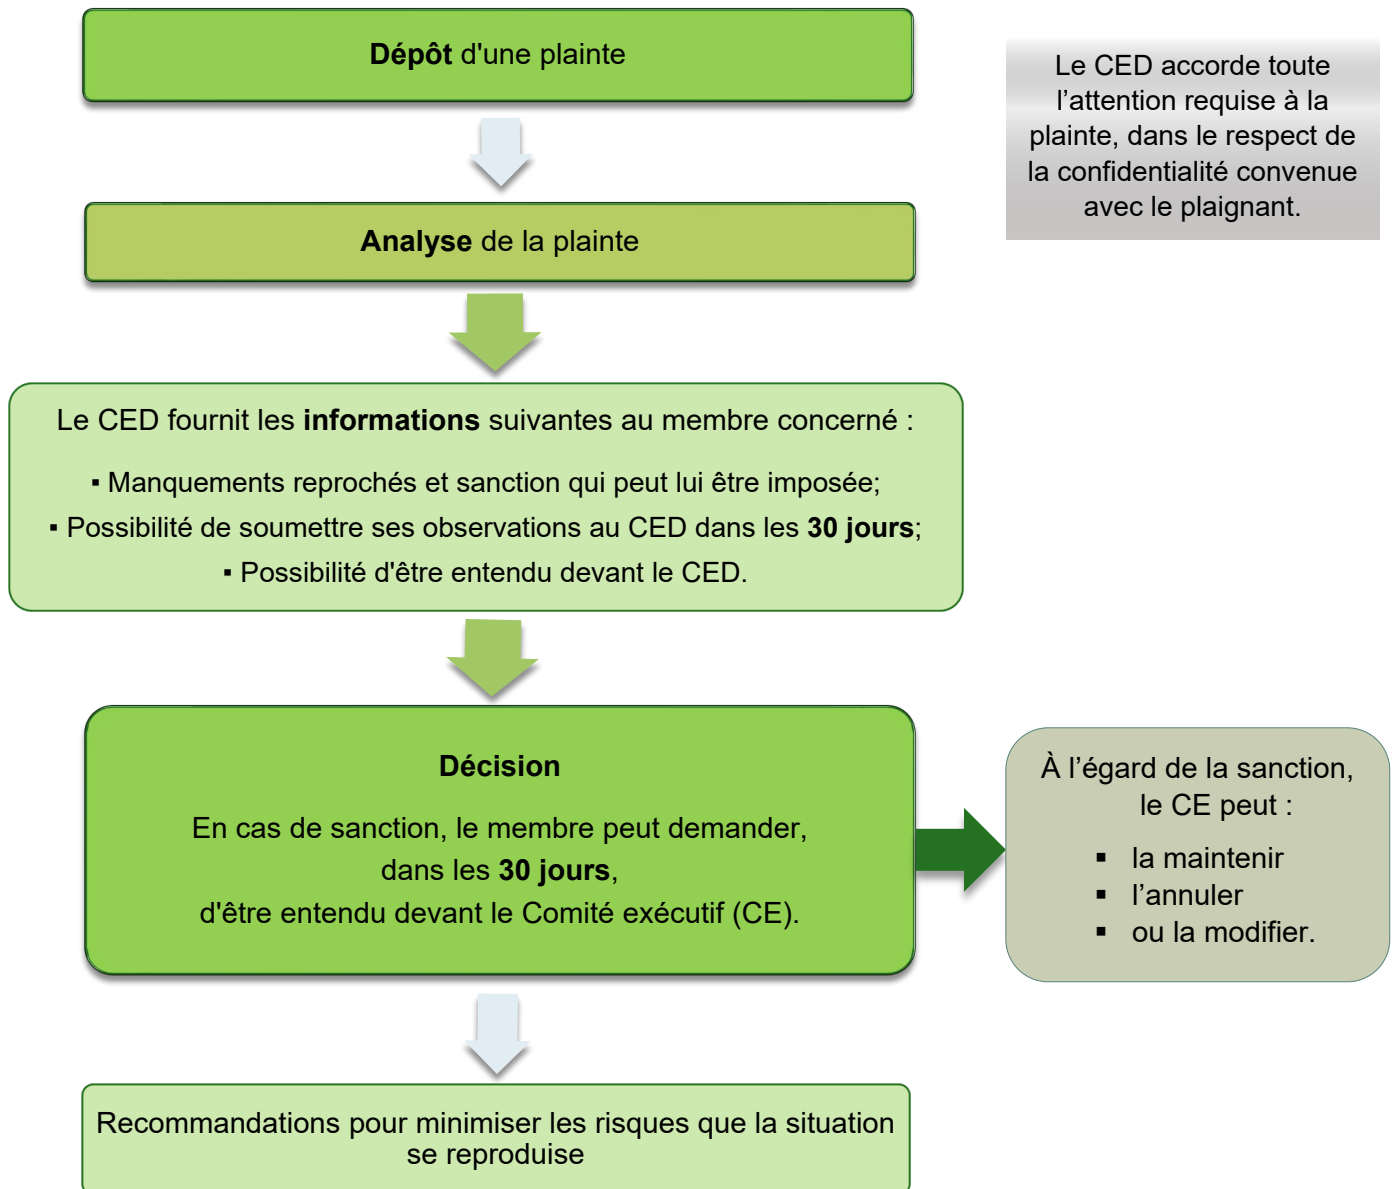 Dépôt d'une plainte
Le CED accorde toute
l’attention requise à la
plainte, dans le respect de
la confidentialité convenue
avec le plaignant.
Analyse de la plainte
Le CED fournit les informations suivantes au membre concerné :
▪ Manquements reprochés et sanction qui peut lui être imposée;
▪ Possibilité de soumettre ses observations au CED dans les 30 jours;
▪ Possibilité d'être entendu devant le CED.
Décision
En cas de sanction, le membre peut demander,
dans les 30 jours,
d'être entendu devant le Comité exécutif (CE).
À l’égard de la sanction,
le CE peut :
▪ la maintenir
▪ l’annuler
▪ ou la modifier.
Recommandations pour minimiser les risques que la situation
se reproduise